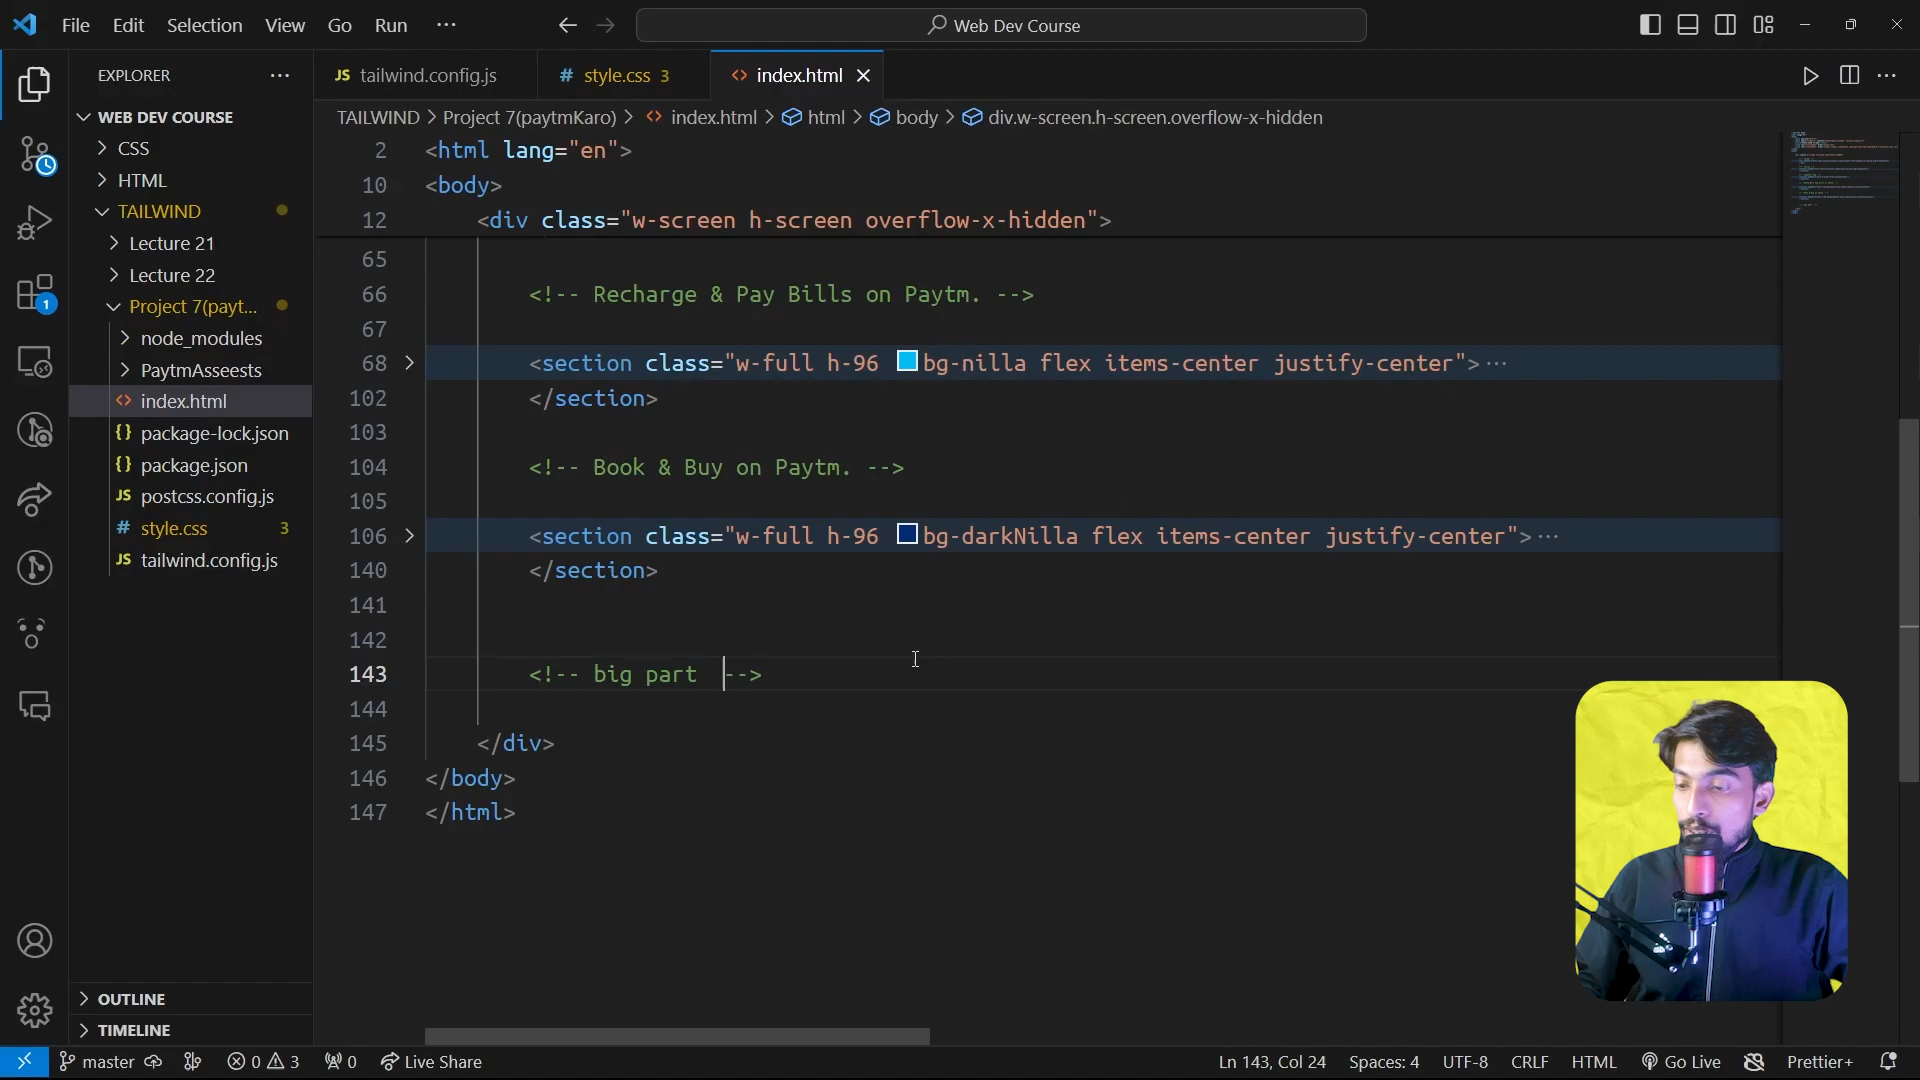 File Edit Selection View Go Run ··· Web Dev Course
EXPLORER ···
WEB DEV COURSE
CSS
HTML
TAILWIND
Lecture 21
Lecture 22
Project 7(payt...
node_modules
PaytmAsseests
<> index.html
{} package-lock.json
{} package.json
JS postcss.config.js
# style.css 3
JS tailwind.config.js
OUTLINE
TIMELINE
1
JS tailwind.config.js # style.css 3 <> index.html
TAILWIND > Project 7(paytmKaro) > <> index.html > html > body > div.w-screen.h-screen.overflow-x-hidden
2 <html lang="en">
10 <body>
12 <div class="w-screen h-screen overflow-x-hidden">
65
66 <!-- Recharge & Pay Bills on Paytm. -->
67
68 <section class="w-full h-96 bg-nilla flex items-center justify-center">···
102 </section>
103
104 <!-- Book & Buy on Paytm. -->
105
106 <section class="w-full h-96 bg-darkNilla flex items-center justify-center">···
140 </section>
141
142
143 <!-- big part  -->
144
145 </div>
146 </body>
147 </html>
master 0 3 0 Live Share Ln 143, Col 24 Spaces: 4 UTF-8 CRLF HTML Go Live Prettier+